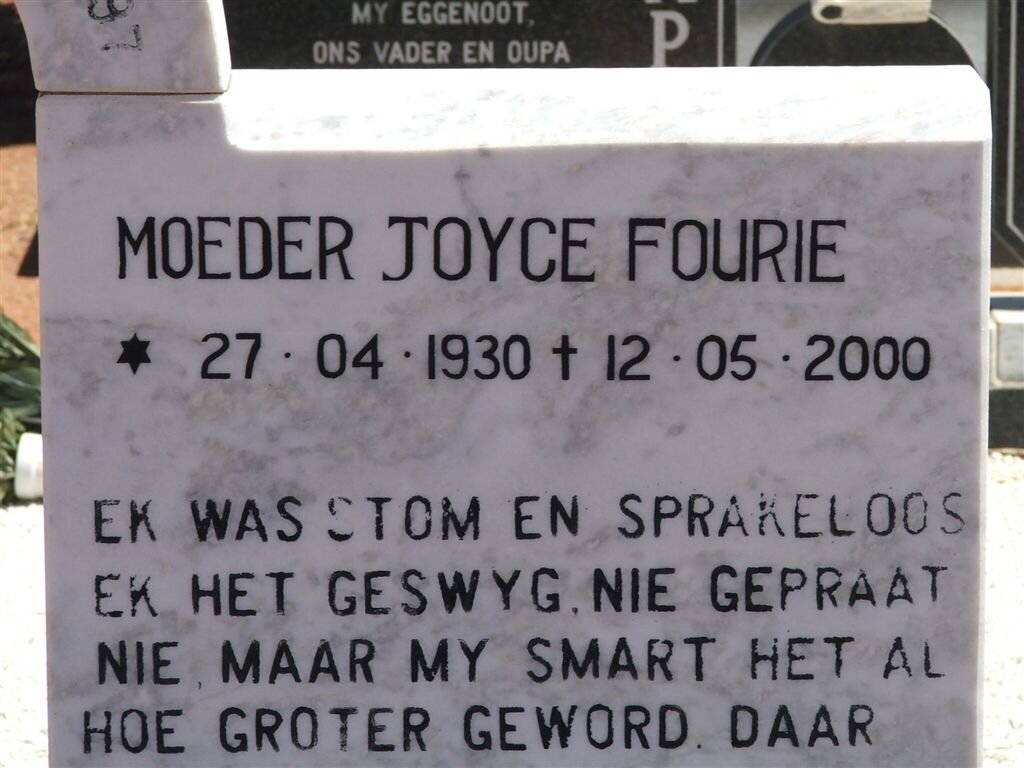 MY EGGENOOT,
ONS VADER EN OUPA
P
MOEDER JOYCE FOURIE
✶ 27 · 04 · 1930 † 12 · 05 · 2000
EK WAS STOM EN SPRAKELOOS
EK HET GESWYG, NIE GEPRAAT
NIE, MAAR MY SMART HET AL
HOE GROTER GEWORD. DAAR